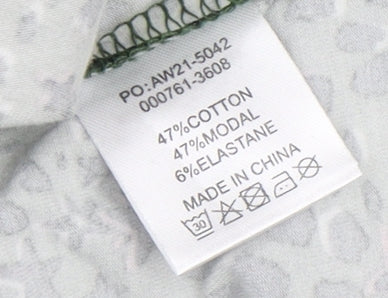 PO:AW21-5042
000761-3608
47%COTTON
47%MODAL
6%ELASTANE
MADE IN CHINA
30